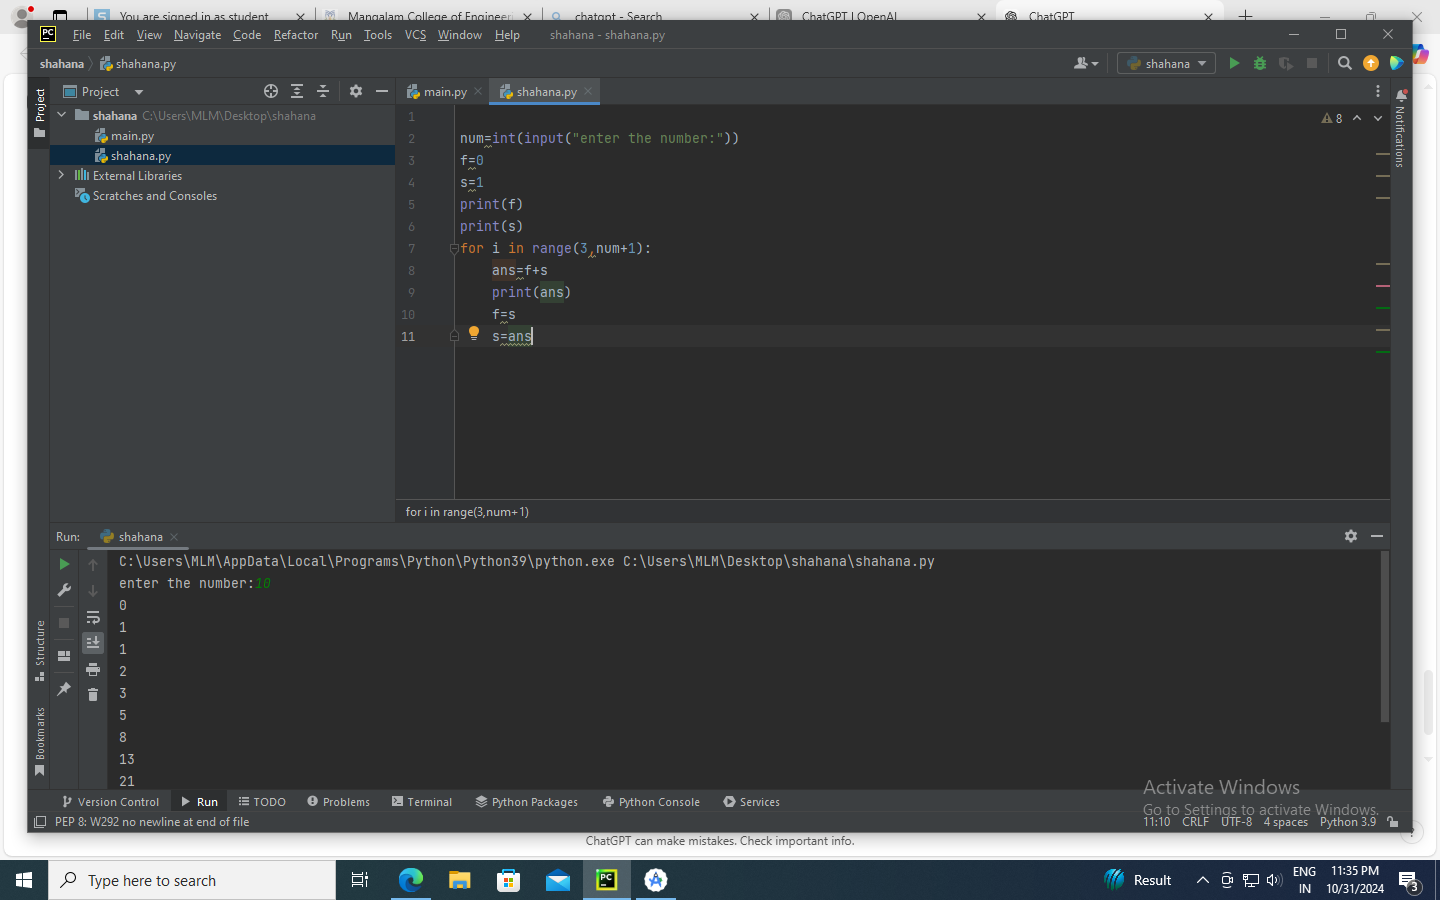 You are signed in as student
Mangalam College of Engineeri
chatgpt - Search
ChatGPT | OpenAI
ChatGPT
PC File Edit View Navigate Code Refactor Run Tools VCS Window Help shahana - shahana.py
shahana shahana.py shahana
Project main.py shahana.py
shahana C:\Users\MLM\Desktop\shahana
main.py
shahana.py
External Libraries
Scratches and Consoles
Project
Structure
Bookmarks
Notifications
8
1
2 num=int(input("enter the number:"))
3 f=0
4 s=1
5 print(f)
6 print(s)
7 for i in range(3,num+1):
8 ans=f+s
9 print(ans)
10 f=s
11 s=ans
for i in range(3,num+1)
Run: shahana
C:\Users\MLM\AppData\Local\Programs\Python\Python39\python.exe C:\Users\MLM\Desktop\shahana\shahana.py
enter the number:10
0
1
1
2
3
5
8
13
21
Activate Windows
Go to Settings to activate Windows.
Version Control Run TODO Problems Terminal Python Packages Python Console Services
PEP 8: W292 no newline at end of file 11:10 CRLF UTF-8 4 spaces Python 3.9
ChatGPT can make mistakes. Check important info. ?
Type here to search PC Result ENG IN 11:35 PM 10/31/2024 3